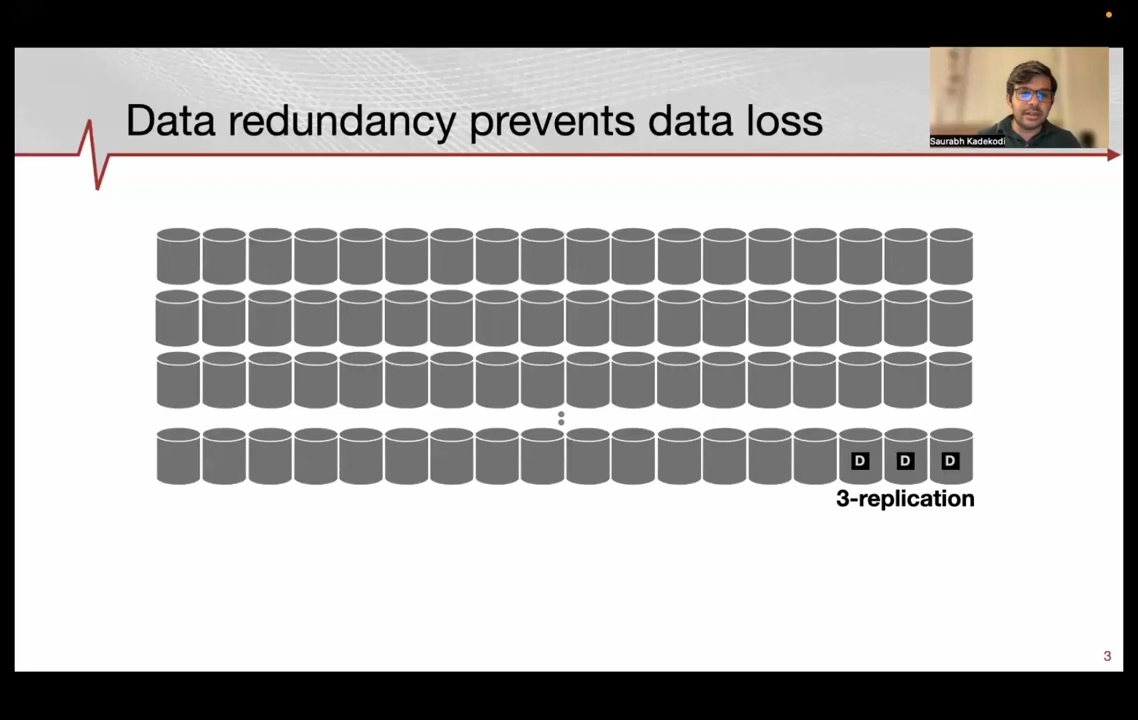 Data redundancy prevents data loss
Saurabh Kadekodi
D D D
3-replication
3